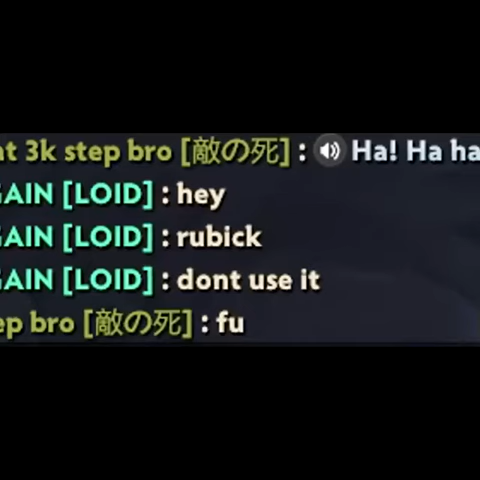 at 3k step bro [敵の死] : Ha! Ha ha
GAIN [LOID] : hey
GAIN [LOID] : rubick
GAIN [LOID] : dont use it
ep bro [敵の死] : fu